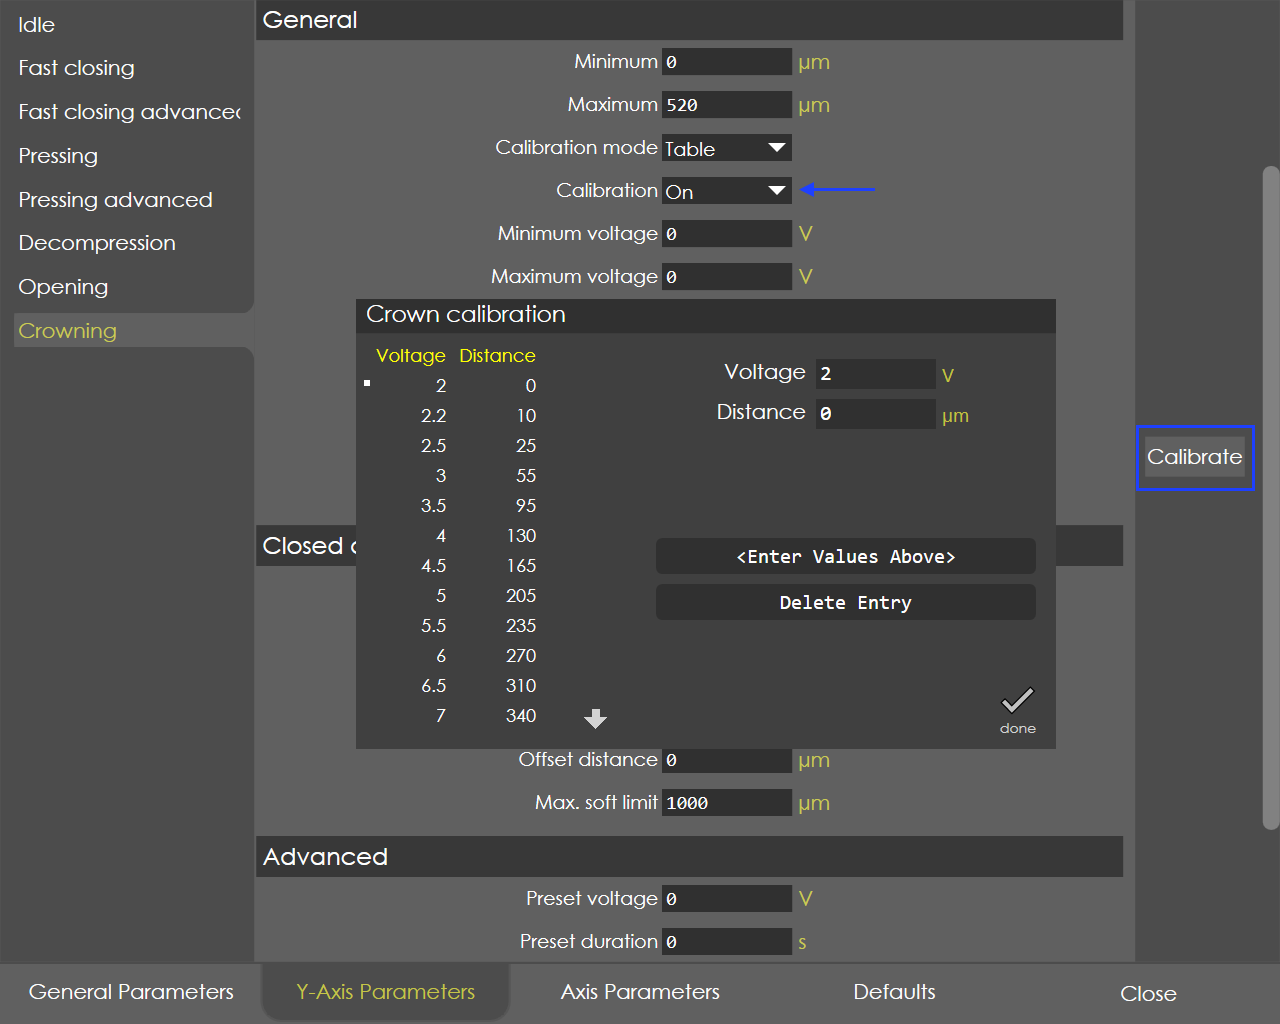 Idle
Fast closing
Fast closing advanced
Pressing
Pressing advanced
Decompression
Opening
Crowning
General
Minimum 0 µm
Maximum 520 µm
Calibration mode Table
Calibration On
Minimum voltage 0 V
Maximum voltage 0 V
Crown calibration
Voltage Distance
2 0
2.2 10
2.5 25
3 55
3.5 95
4 130
4.5 165
5 205
5.5 235
6 270
6.5 310
7 340
Voltage 2 V
Distance 0 µm
<Enter Values Above>
Delete Entry
done
Calibrate
Closed
Offset distance 0 µm
Max. soft limit 1000 µm
Advanced
Preset voltage 0 V
Preset duration 0 s
General Parameters
Y-Axis Parameters
Axis Parameters
Defaults
Close